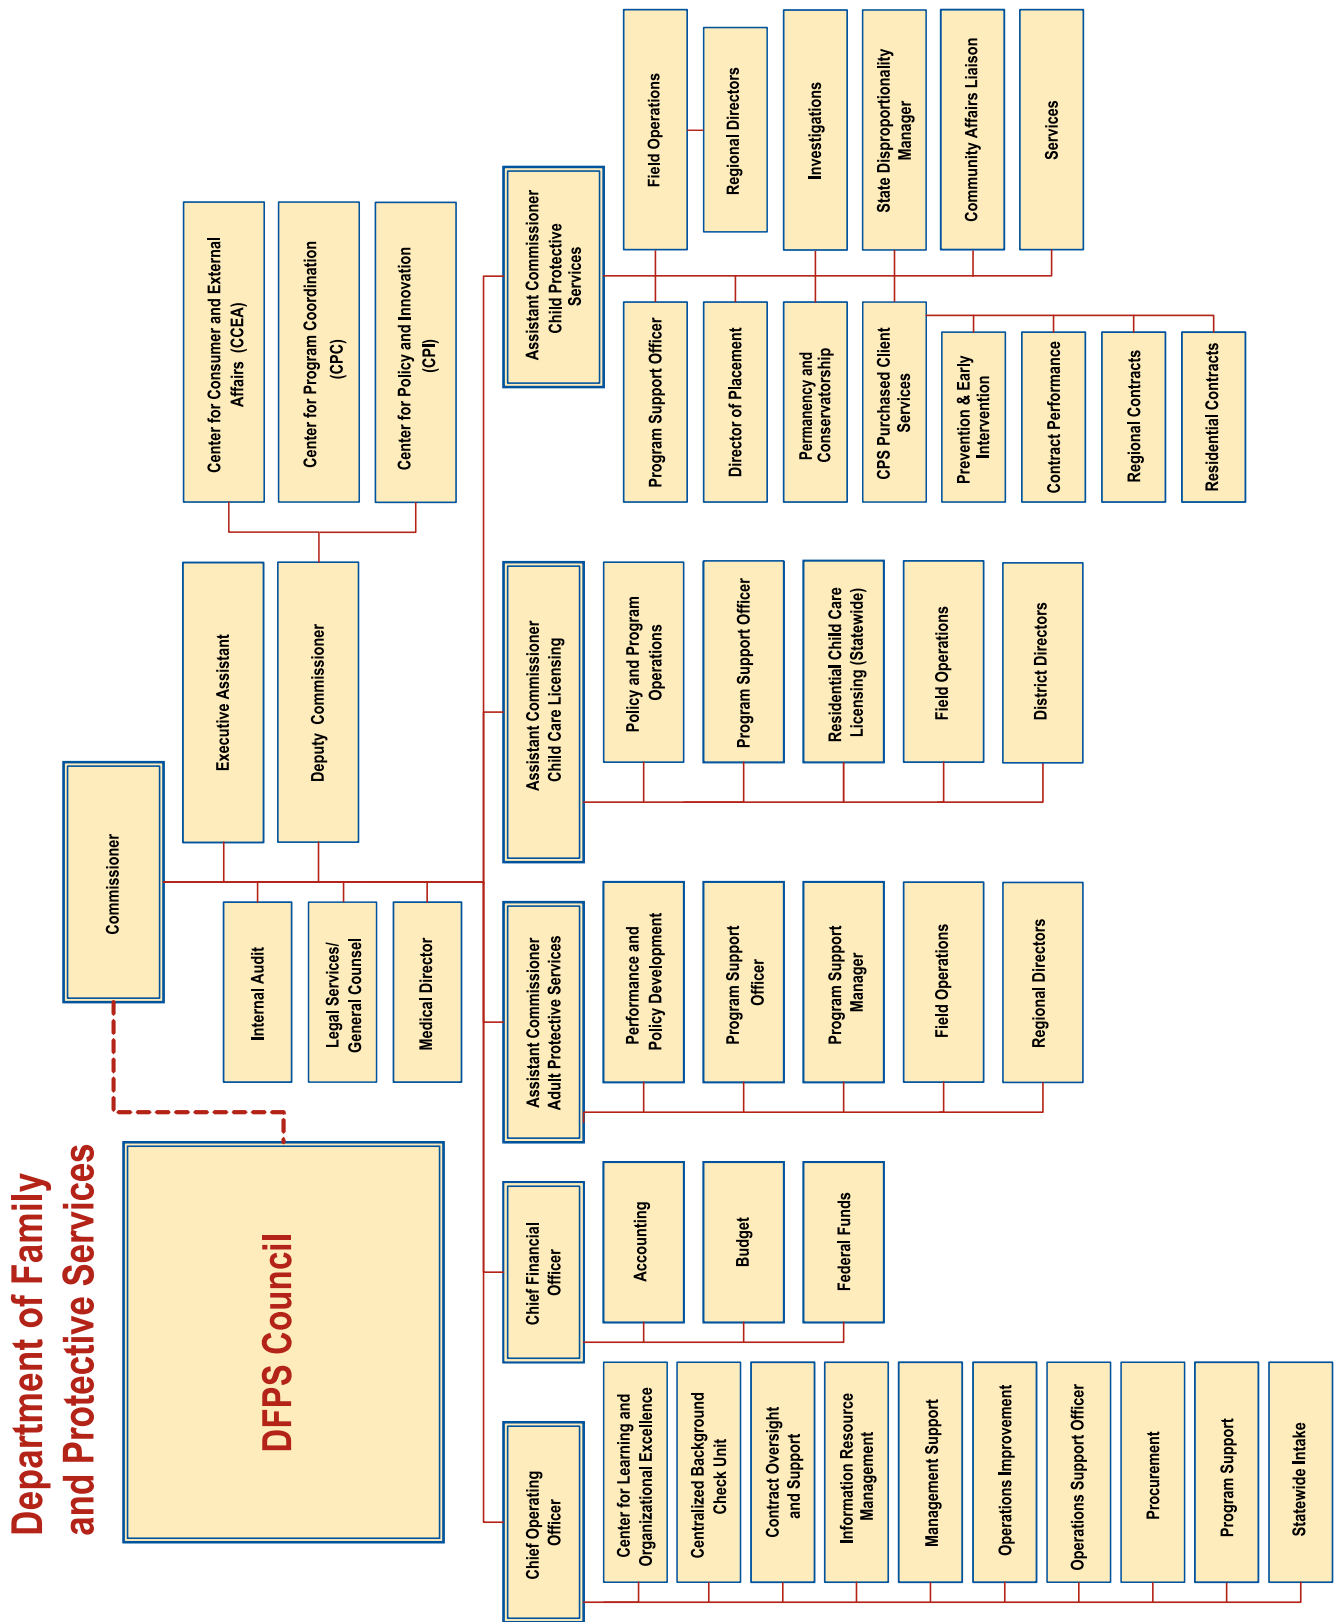 Department of Family
and Protective Services
DFPS Council
Commissioner
Executive Assistant
Deputy  Commissioner
Center for Consumer and External
Affairs  (CCEA)
Center for Program Coordination
(CPC)
Center for Policy and Innovation
(CPI)
Internal Audit
Legal Services/
General Counsel
Medical Director
Chief Operating
Officer
Center for Learning and
Organizational Excellence
Centralized Background
Check Unit
Contract Oversight
and Support
Information Resource
Management
Management Support
Operations Improvement
Operations Support Officer
Procurement
Program Support
Statewide Intake
Chief Financial
Officer
Accounting
Budget
Federal Funds
Assistant Commissioner
Adult Protective Services
Performance and
Policy Development
Program Support
Officer
Program Support
Manager
Field Operations
Regional Directors
Assistant Commissioner
Child Care Licensing
Policy and Program
Operations
Program Support Officer
Residential Child Care
Licensing (Statewide)
Field Operations
District Directors
Assistant Commissioner
Child Protective
Services
Program Support Officer
Director of Placement
Permanency and
Conservatorship
CPS Purchased Client
Services
Prevention & Early
Intervention
Contract Performance
Regional Contracts
Residential Contracts
Field Operations
Regional Directors
Investigations
State Disproportionality
Manager
Community Affairs Liaison
Services